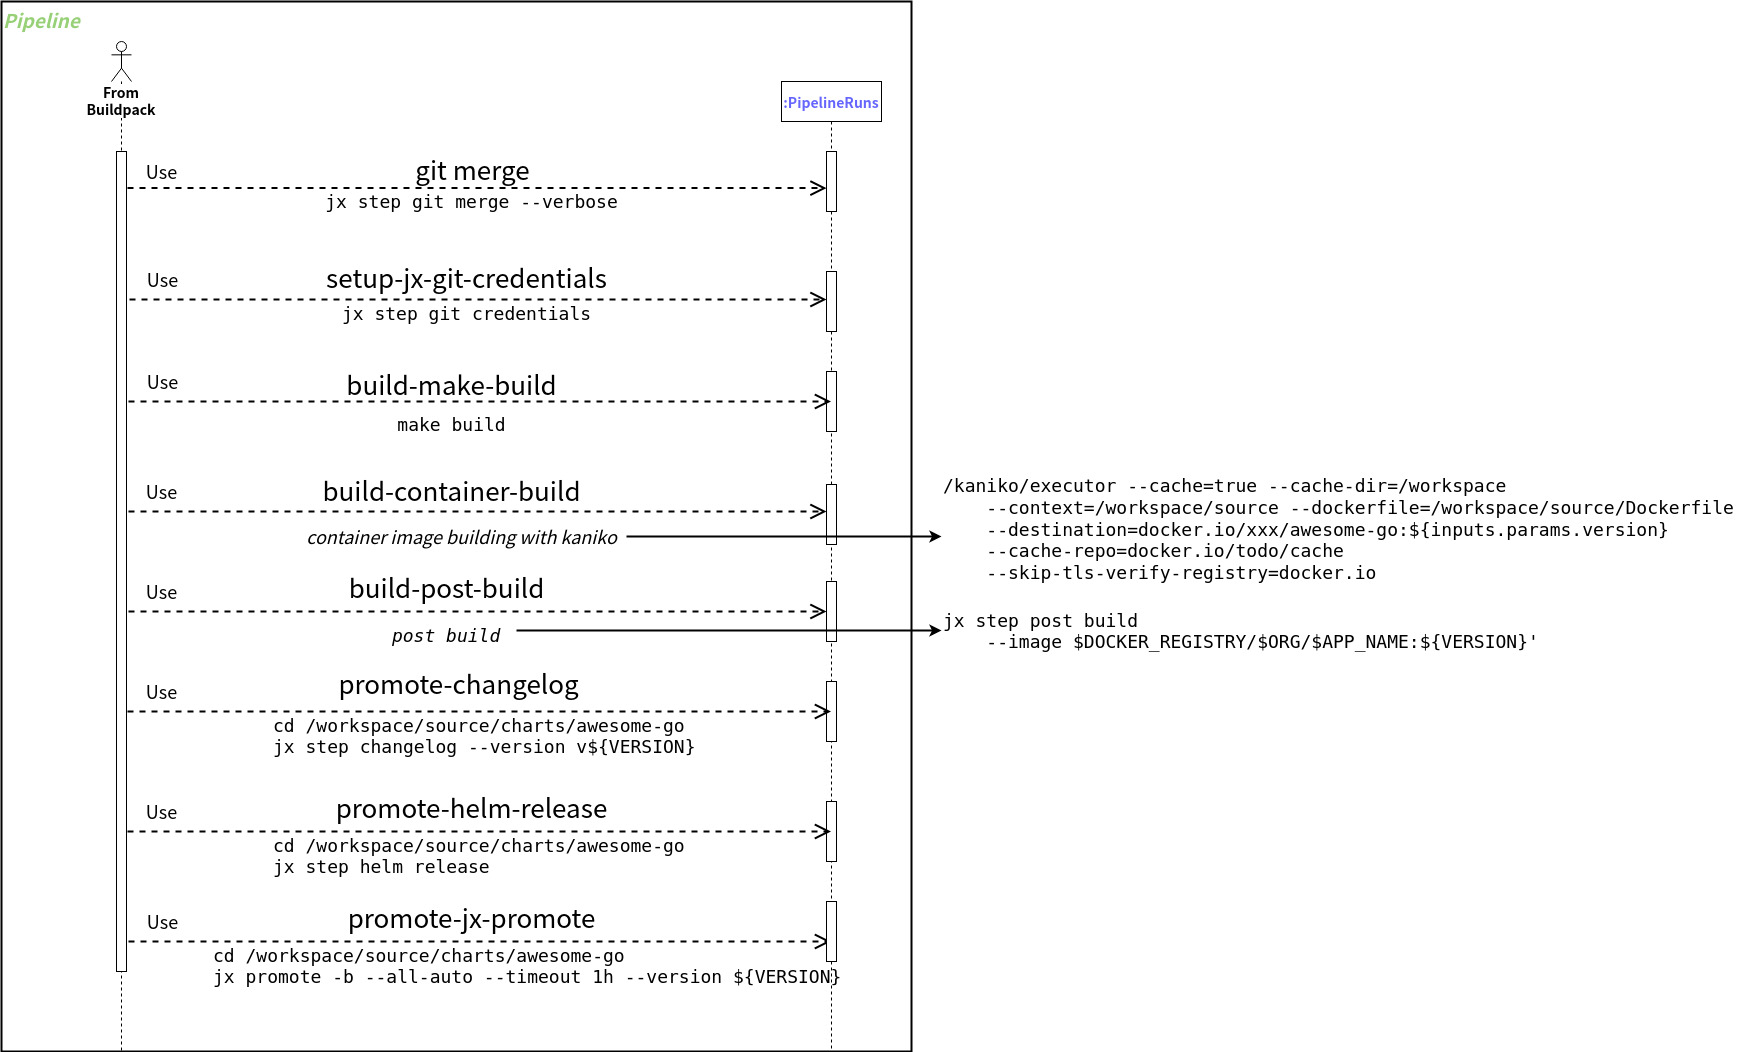 Pipeline
From
Buildpack
:PipelineRuns
Use
git merge
jx step git merge --verbose
Use
setup-jx-git-credentials
jx step git credentials
Use
build-make-build
make build
Use
build-container-build
container image building with kaniko
/kaniko/executor --cache=true --cache-dir=/workspace
--context=/workspace/source --dockerfile=/workspace/source/Dockerfile
--destination=docker.io/xxx/awesome-go:${inputs.params.version}
--cache-repo=docker.io/todo/cache
--skip-tls-verify-registry=docker.io
Use
build-post-build
post build
jx step post build
--image $DOCKER_REGISTRY/$ORG/$APP_NAME:${VERSION}'
Use
promote-changelog
cd /workspace/source/charts/awesome-go
jx step changelog --version v${VERSION}
Use
promote-helm-release
cd /workspace/source/charts/awesome-go
jx step helm release
Use
promote-jx-promote
cd /workspace/source/charts/awesome-go
jx promote -b --all-auto --timeout 1h --version ${VERSION}